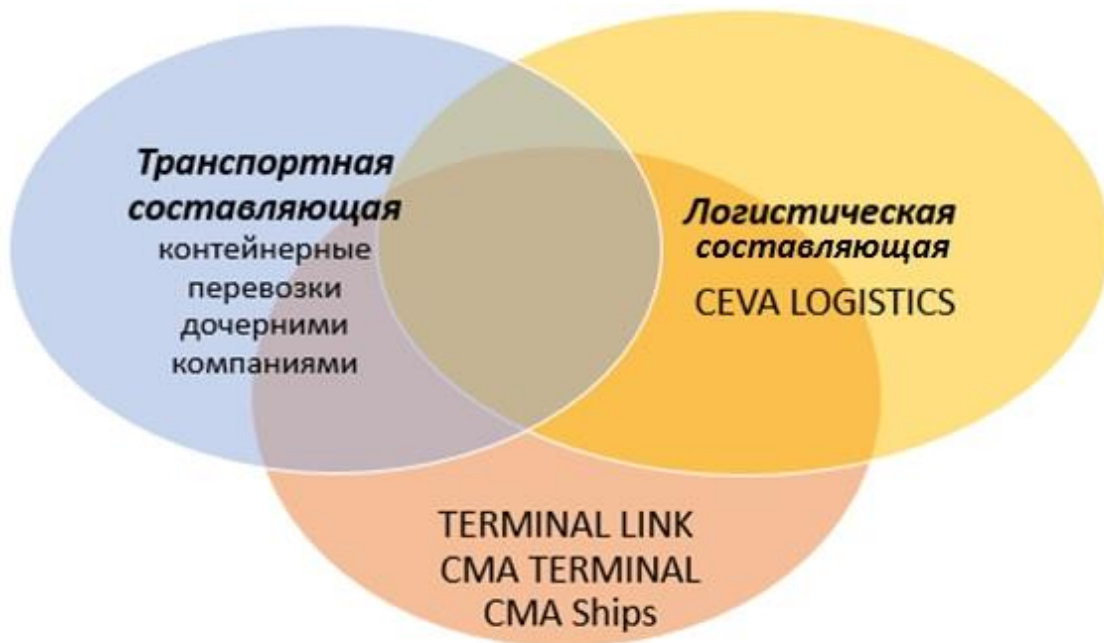 Транспортная
составляющая
контейнерные
перевозки
дочерними
компаниями
Логистическая
составляющая
CEVA LOGISTICS
TERMINAL LINK
CMA TERMINAL
CMA Ships